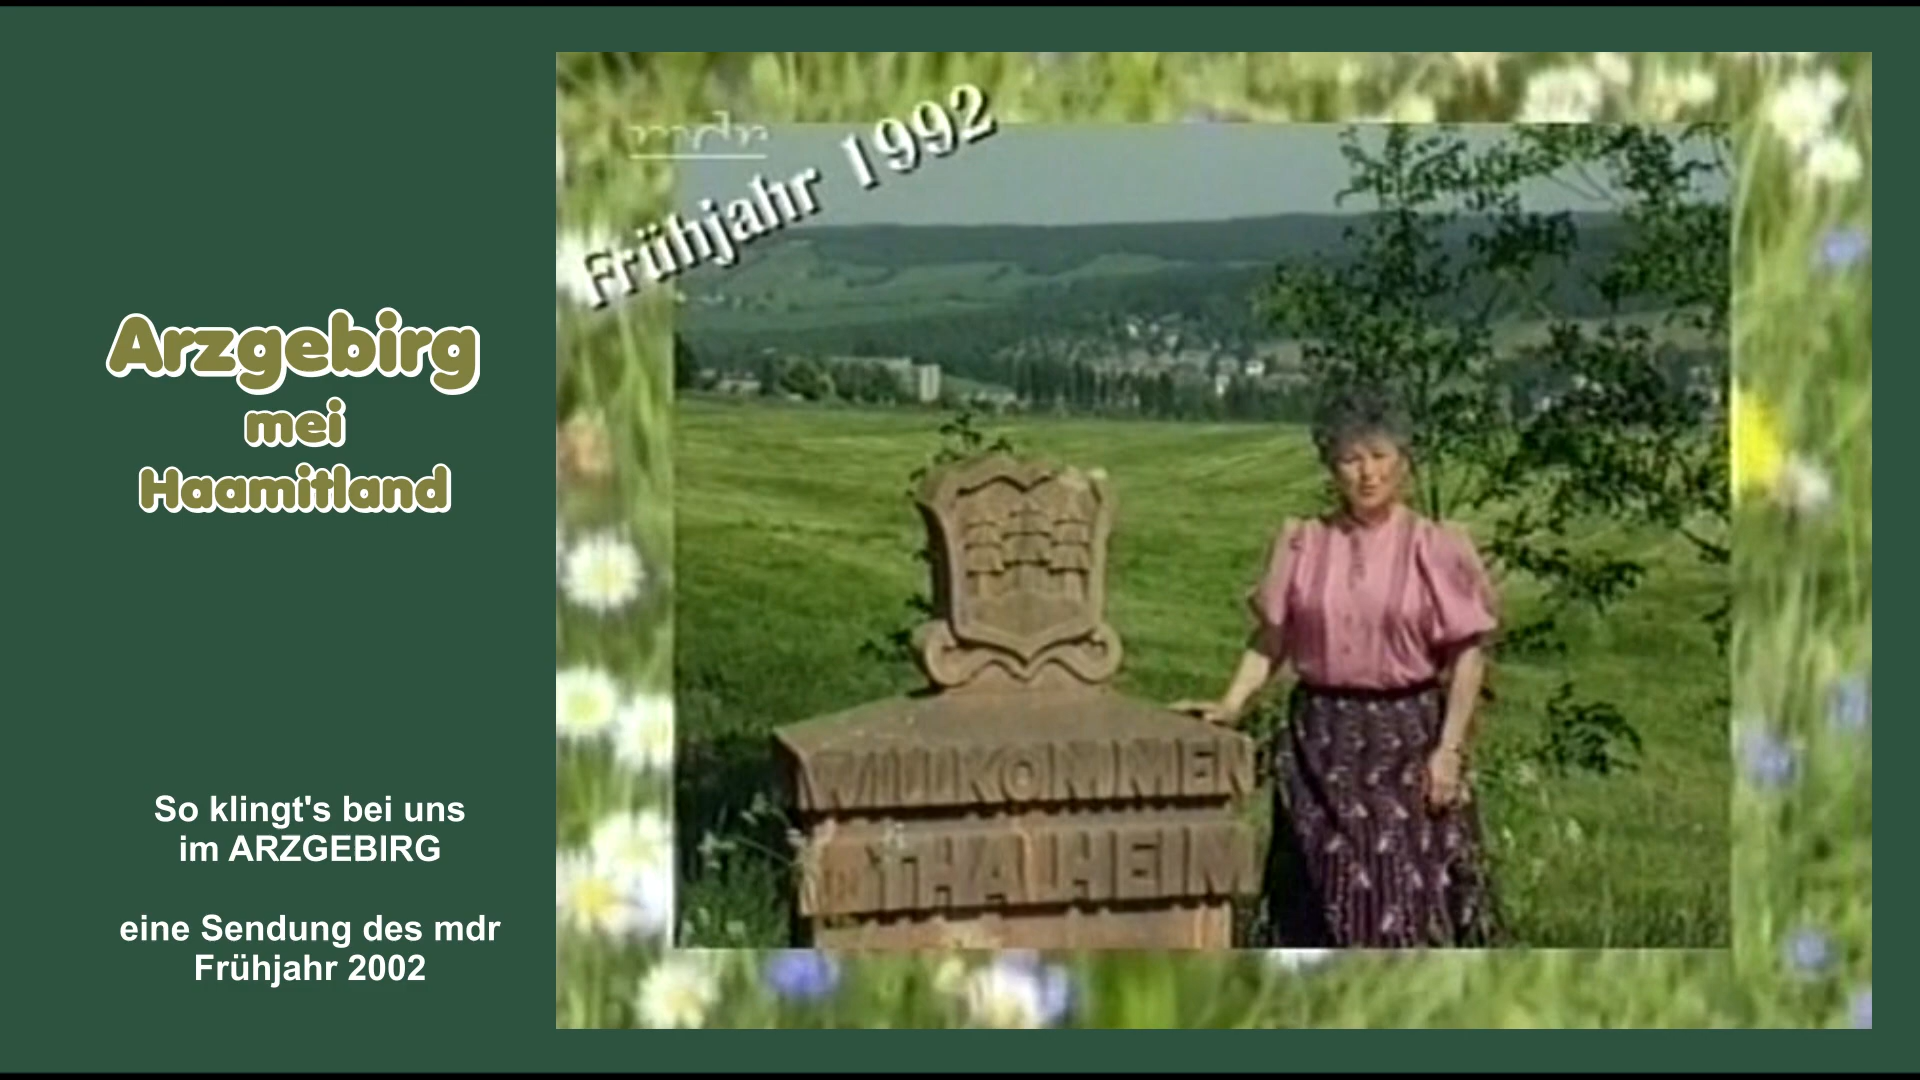 Arzgebirg
mei
Haamitland
So klingt's bei uns
im ARZGEBIRG
eine Sendung des mdr
Frühjahr 2002
mdr
Frühjahr 1992
WILLKOMMEN
THALHEIM